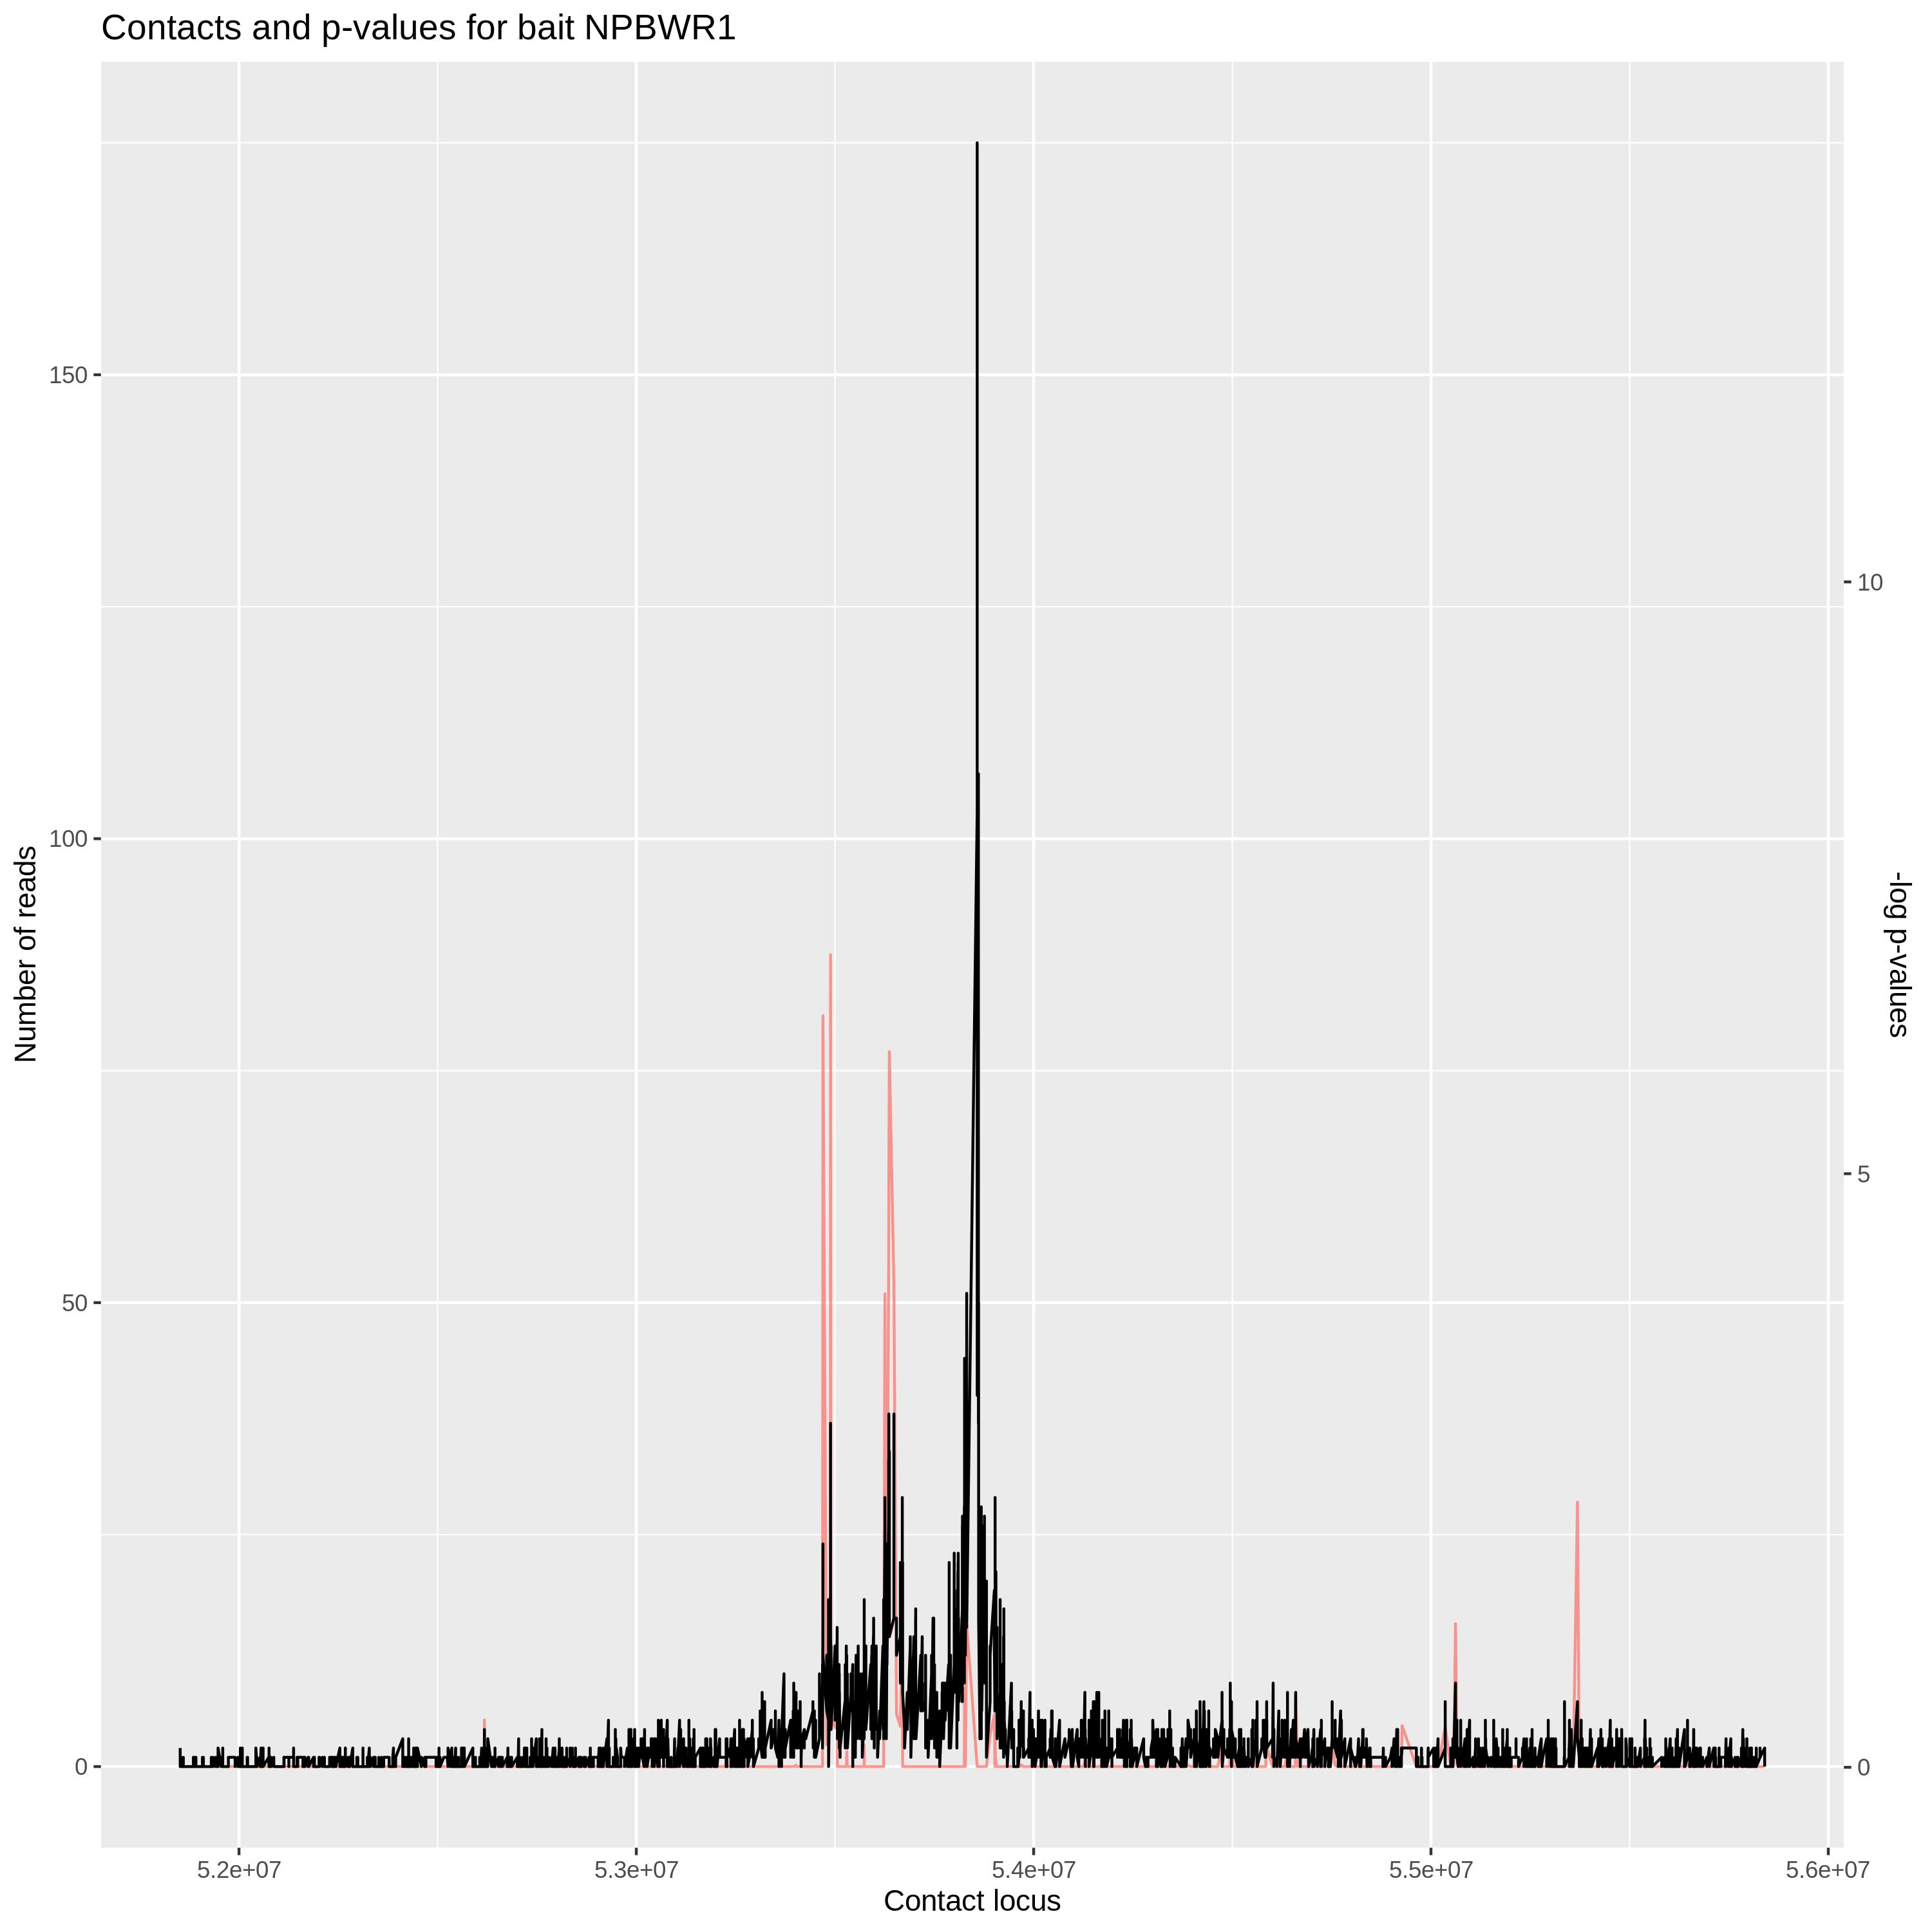 Contacts and p-values for bait NPBWR1
150
100
50
0
Number of reads
10
5
0
-log p-values
5.2e+07
5.3e+07
5.4e+07
5.5e+07
5.6e+07
Contact locus